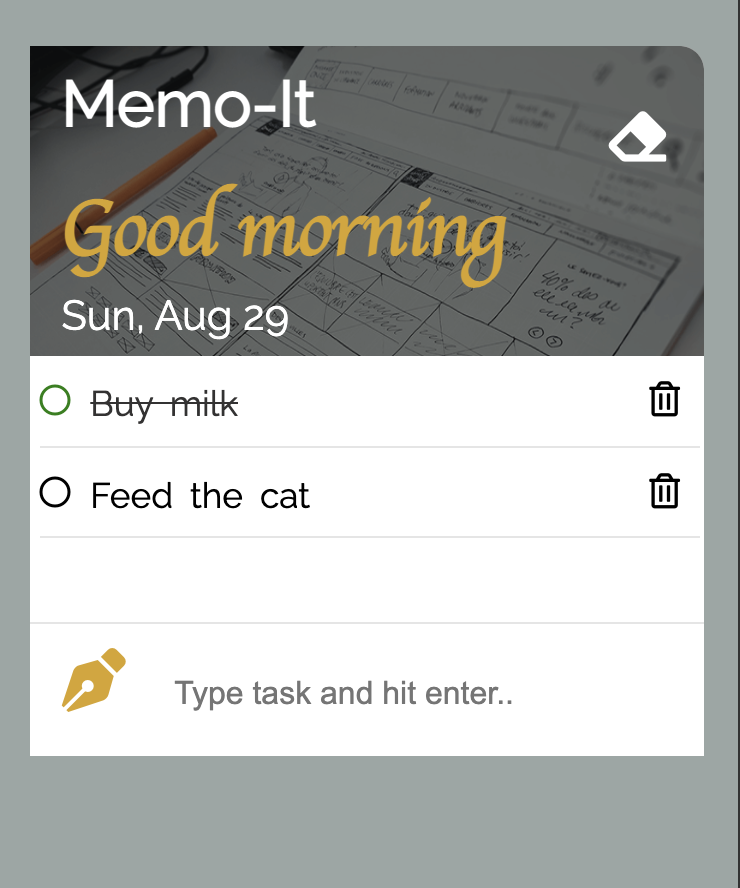 Memo-It
Good morning
Sun, Aug 29
Buy milk
Feed the cat
Type task and hit enter..